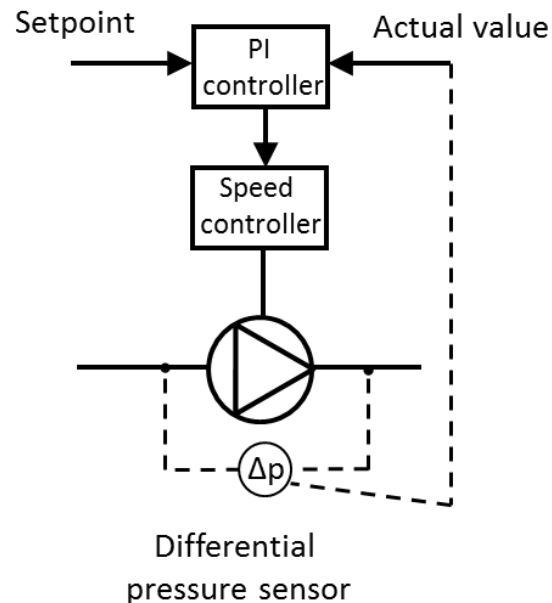 Setpoint
Actual value
PI
controller
Speed
controller
Δp
Differential
pressure sensor